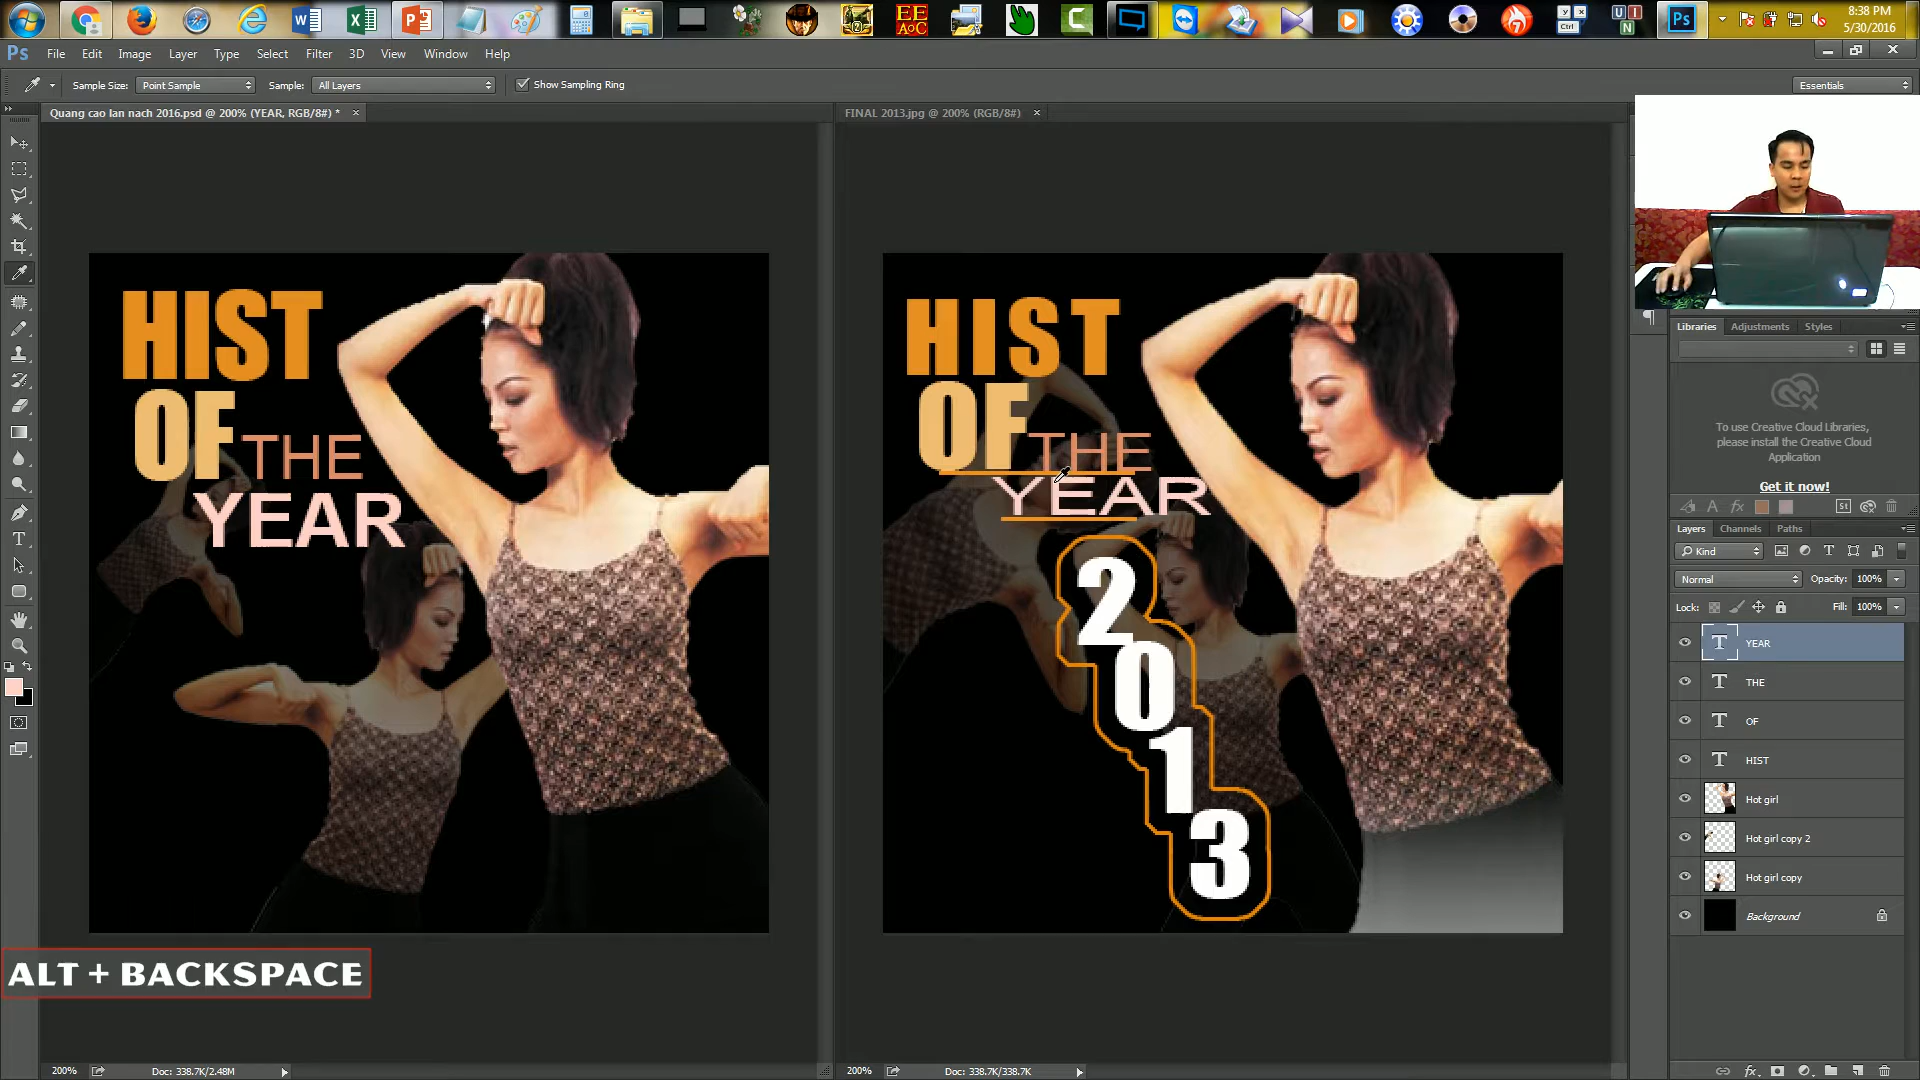 8:38 PM
5/30/2016
Ps
File Edit Image Layer Type Select Filter 3D View Window Help
Sample Size: Point Sample Sample: All Layers Show Sampling Ring Essentials
Quang cao lan nach 2016.psd @ 200% (YEAR, RGB/8#) *
FINAL 2013.jpg @ 200% (RGB/8#)
HIST
OF THE
YEAR
HIST
OF THE
YEAR
2
0
1
3
Libraries Adjustments Styles
To use Creative Cloud Libraries,
please install the Creative Cloud
Application
Get it now!
Layers Channels Paths
Kind
Normal Opacity: 100%
Lock: Fill: 100%
YEAR
THE
OF
HIST
Hot girl
Hot girl copy 2
Hot girl copy
Background
ALT + BACKSPACE
200% Doc: 338.7K/2.48M
200% Doc: 338.7K/338.7K